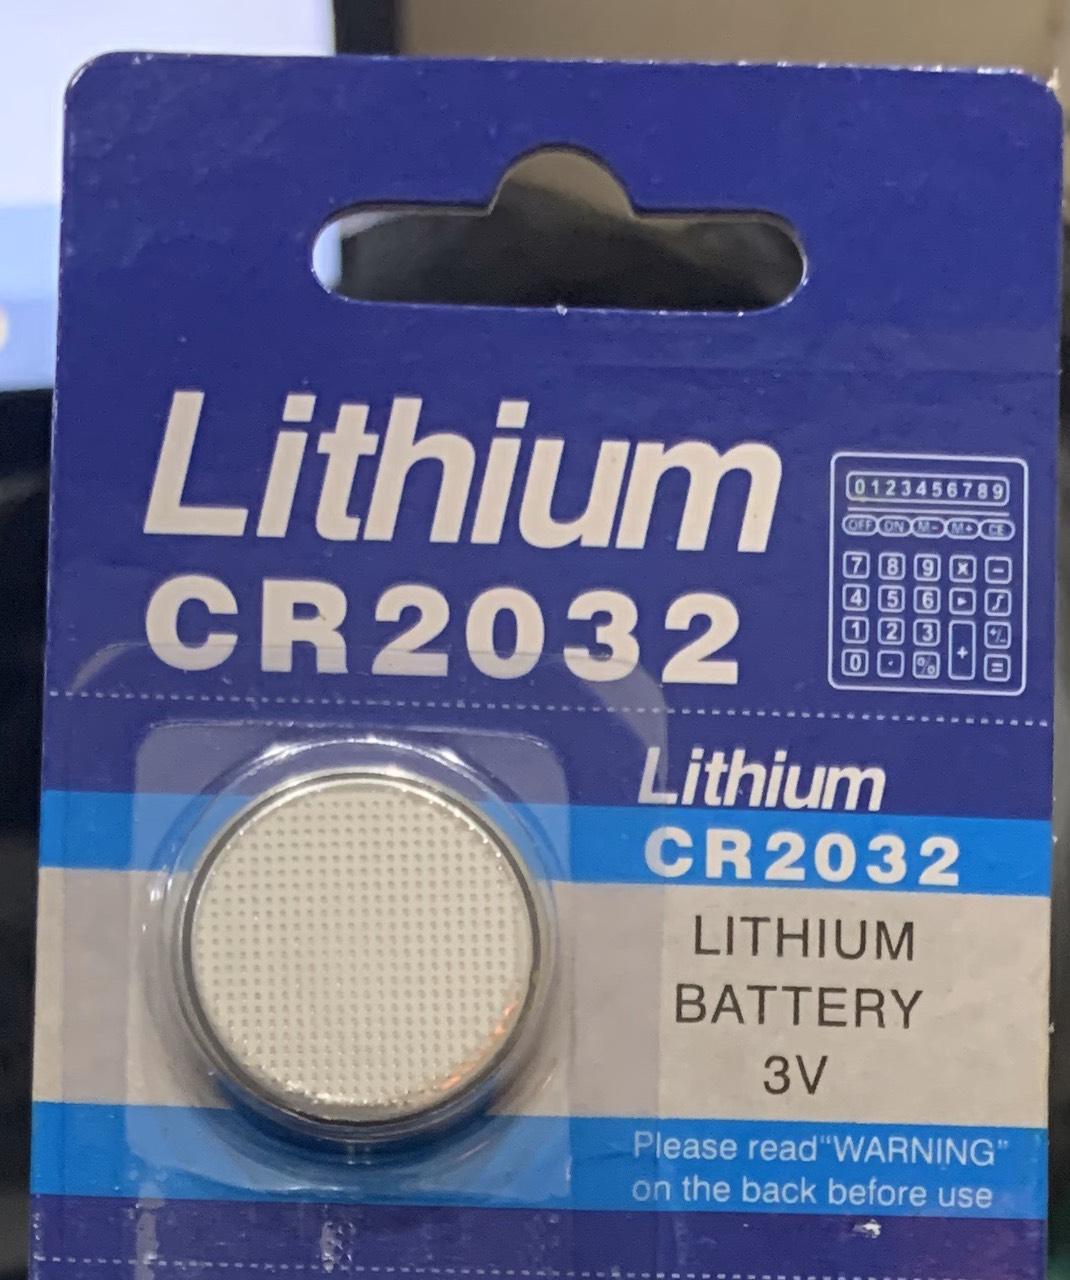 Lithium
CR2032
0123456789
OFF ON M- M+ CE
7 8 9 x -
4 5 6 ▸
1 2 3 + +/-
0 . % =
Lithium
CR2032
LITHIUM
BATTERY
3V
Please read"WARNING"
on the back before use